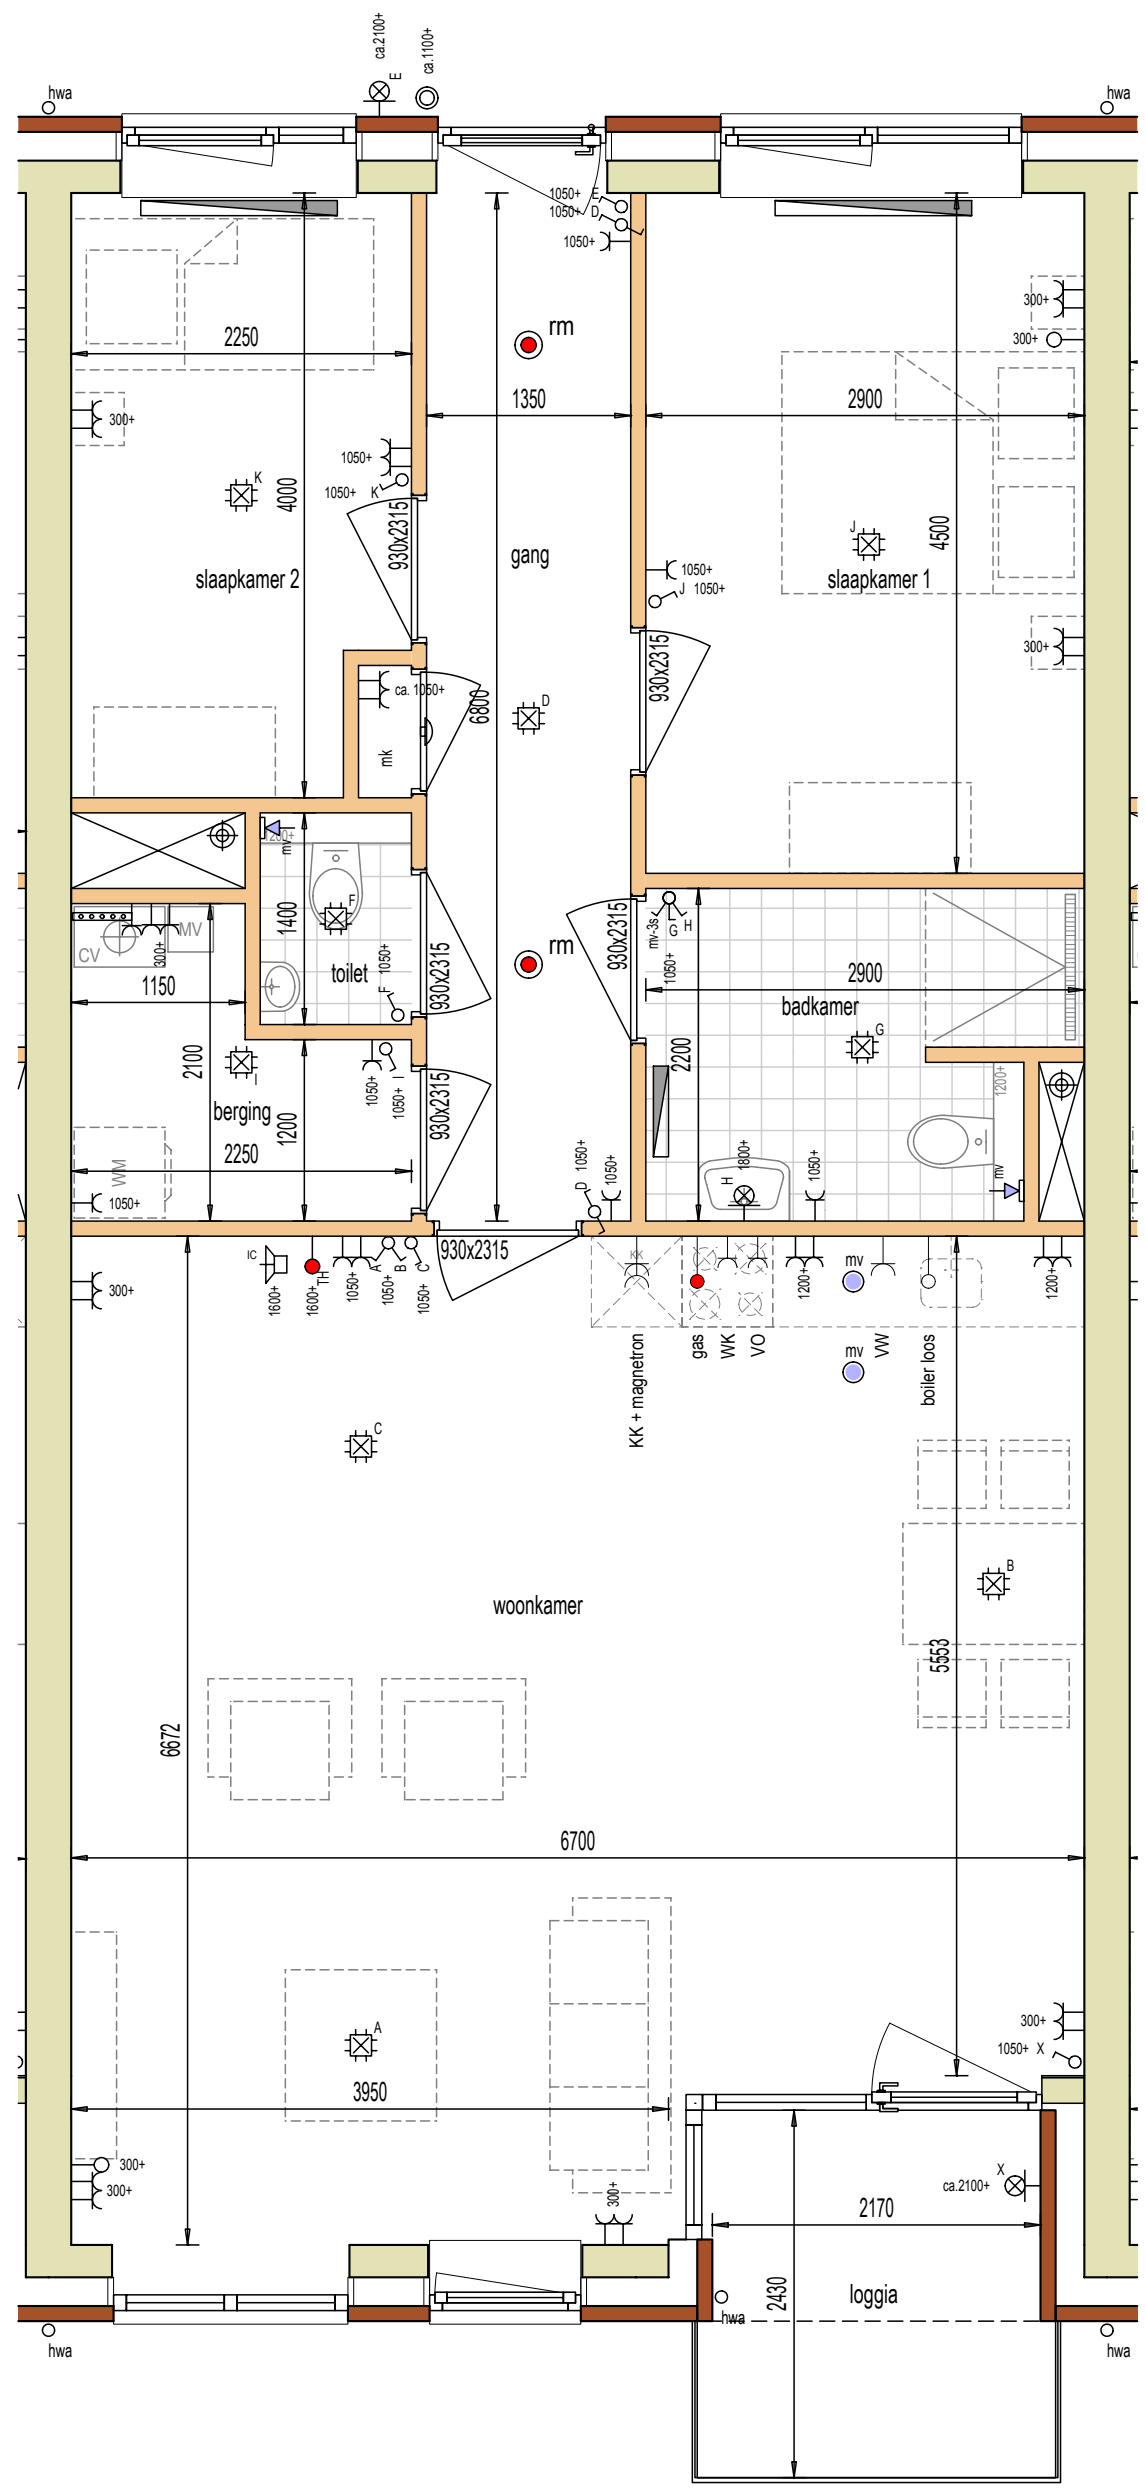 ca.2100+
E
ca.1100+
hwa
hwa
1050+ E
1050+ D
1050+
rm
2250
1350
2900
300+
300+
300+
1050+
1050+ K
K
4000
930x2315
gang
slaapkamer 2
J
4500
slaapkamer 1
1050+
J 1050+
300+
930x2315
ca. 1050+
6800
D
mk
1200+
mv
F
1400
toilet
1050+
F
930x2315
CV
MV
300+
1150
2100
I
berging
1200
1050+
1050+ I
930x2315
2250
WM
1050+
rm
930x2315
mv-3s
G
H
1050+
2900
badkamer
G
2200
1200+
H
1800+
1050+
mv
D 1050+
1050+
930x2315
IC
1600+
TH
1600+
1050+
A
1050+
B
C
1050+
300+
KK
KK + magnetron
gas
WK
VO
1200+
mv
mv
VW
boiler loos
1200+
C
B
woonkamer
5553
6672
6700
A
3950
300+
1050+ X
300+
300+
300+
X
ca.2100+
2170
2430
loggia
hwa
hwa
hwa